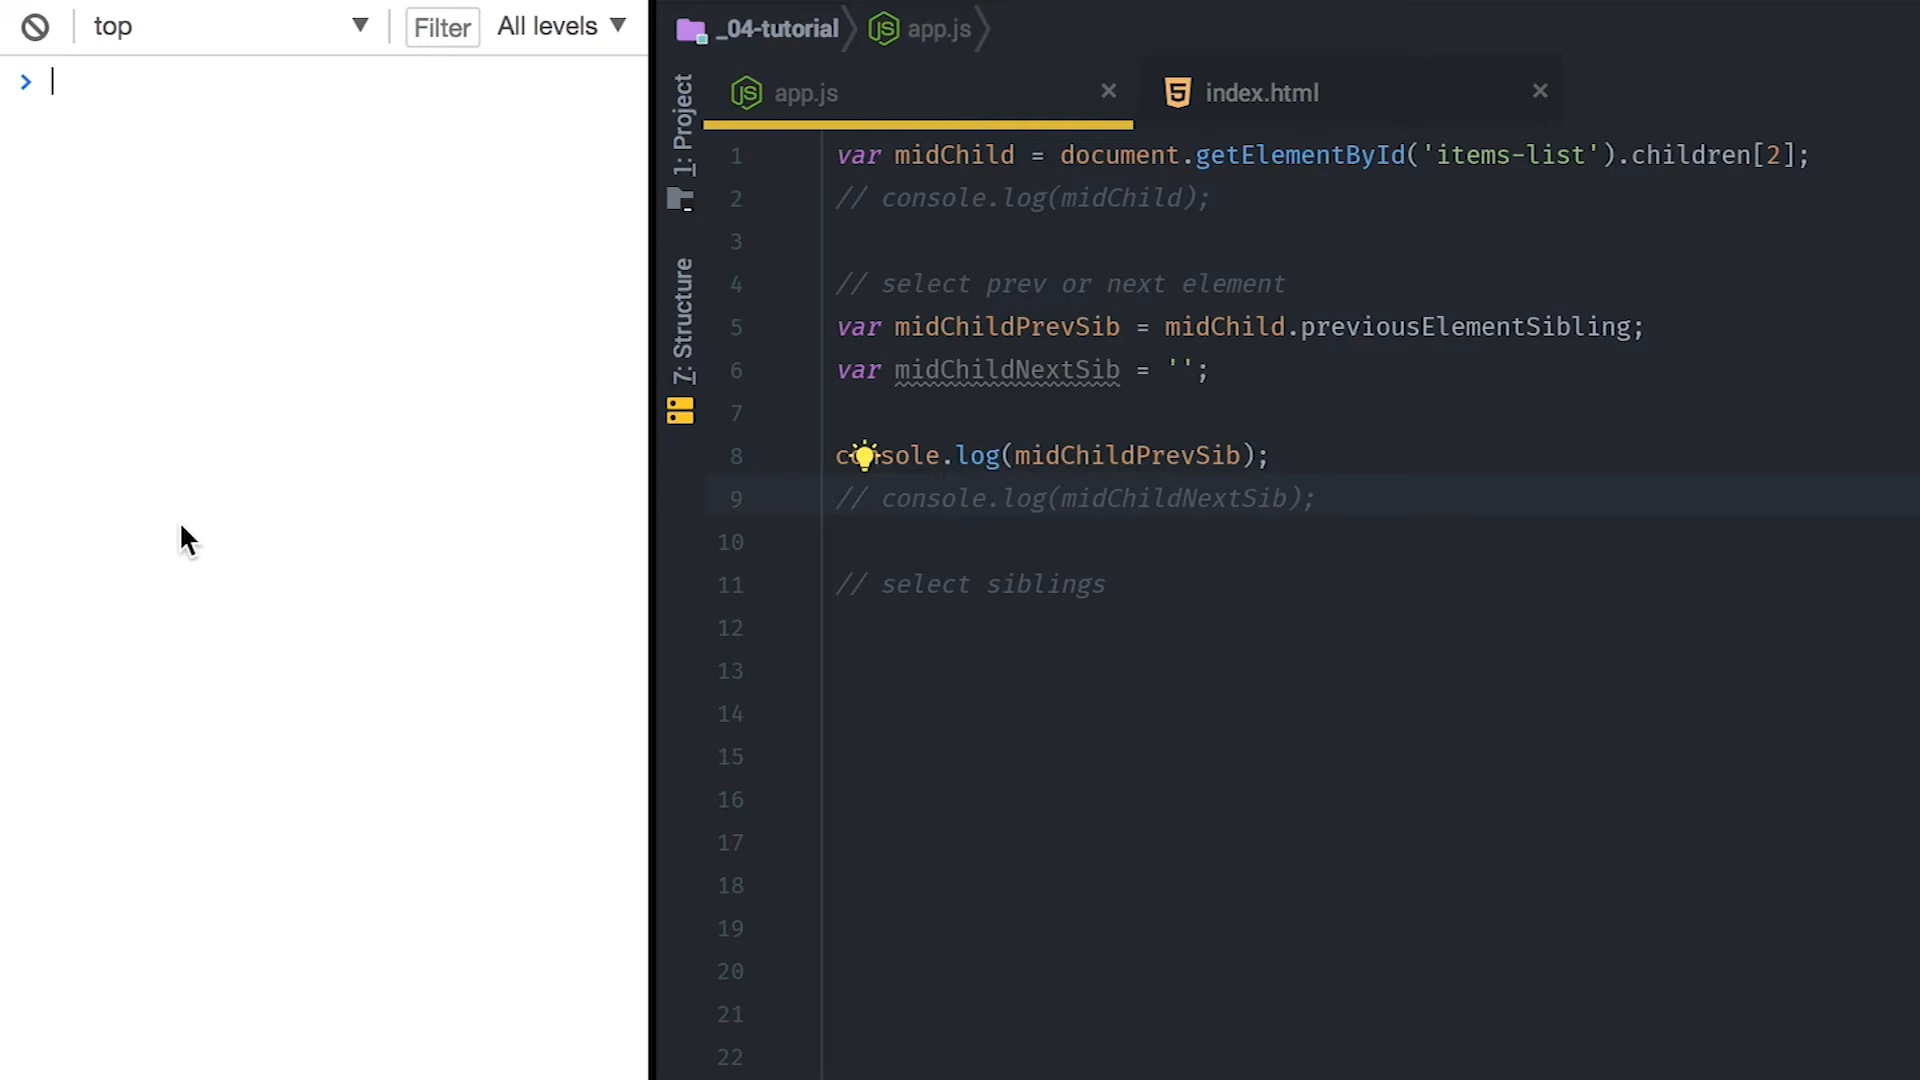 top
Filter
All levels
_04-tutorial
app.js
1: Project
7: Structure
app.js
index.html
1 var midChild = document.getElementById('items-list').children[2];
2 // console.log(midChild);
3
4 // select prev or next element
5 var midChildPrevSib = midChild.previousElementSibling;
6 var midChildNextSib = '';
7
8 console.log(midChildPrevSib);
9 // console.log(midChildNextSib);
10
11 // select siblings
12
13
14
15
16
17
18
19
20
21
22